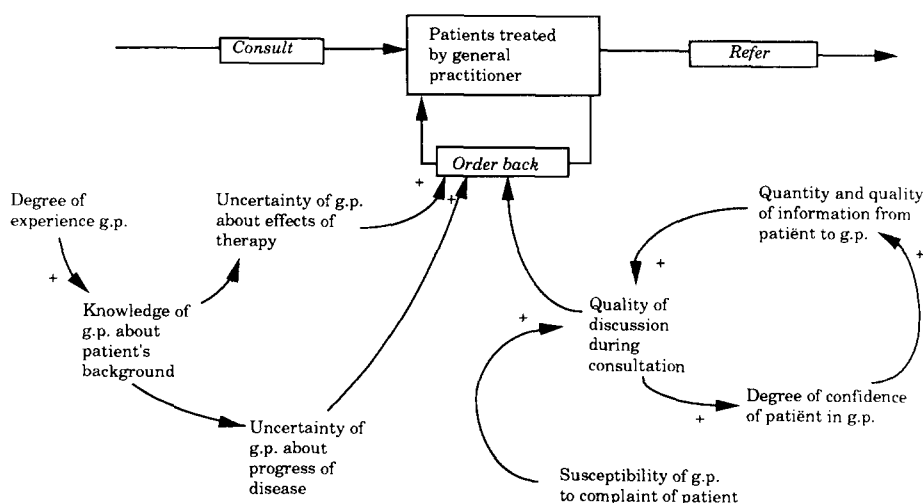 Consult
Patients treated
by general
practitioner
Refer
Order back
+
+
Degree of
experience g.p.
+
Uncertainty of g.p.
about effects of
therapy
Knowledge of
g.p. about
patient's
background
Uncertainty of
g.p. about
progress of
disease
Quantity and quality
of information from
patiënt to g.p.
+
+
Quality of
discussion
during
consultation
+
+
Degree of confidence
of patiënt in g.p.
Susceptibility of g.p.
to complaint of patient